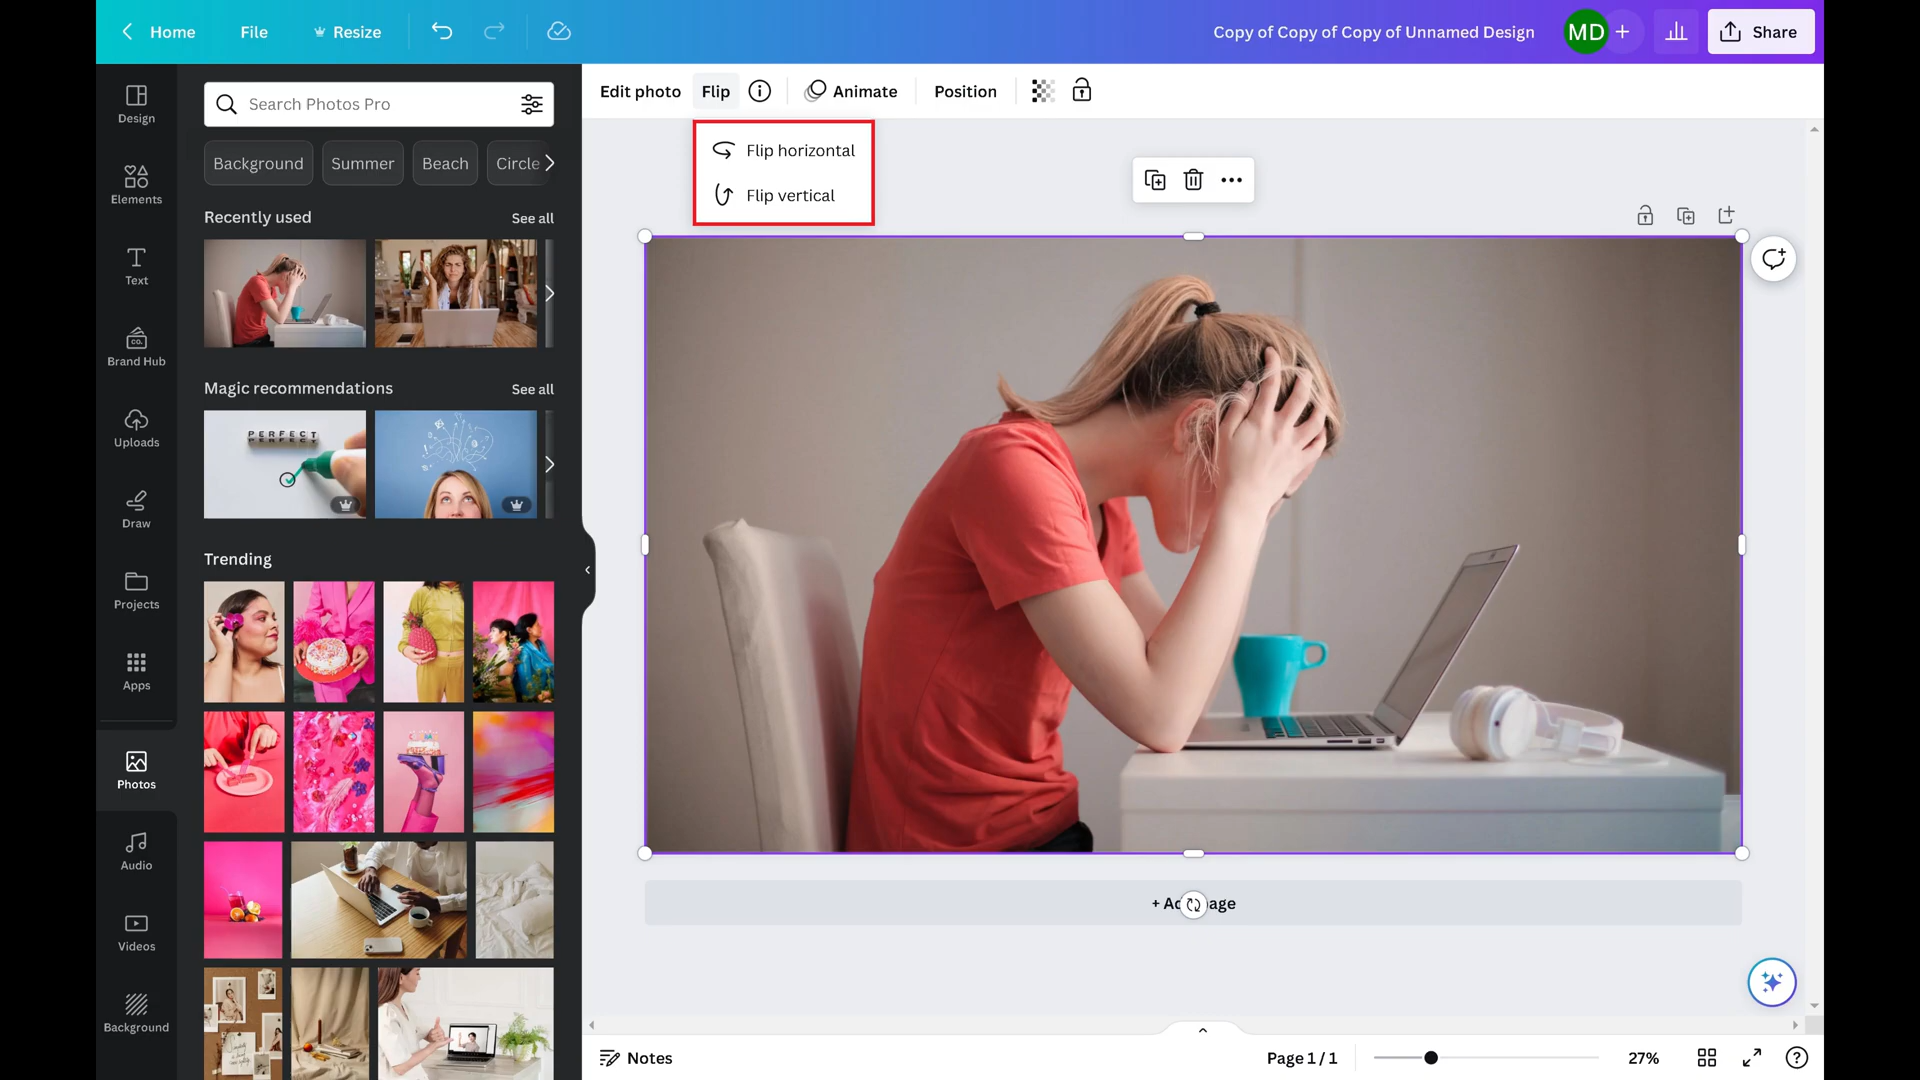 Home
File
Resize
Copy of Copy of Copy of Unnamed Design
MD
Share
Design
Elements
Text
Brand Hub
Uploads
Draw
Projects
Apps
Photos
Audio
Videos
Background
Search Photos Pro
Background
Summer
Beach
Circle
Recently used
See all
Magic recommendations
See all
PERFECT
Trending
Edit photo
Flip
Animate
Position
Flip horizontal
Flip vertical
Notes
Page 1 / 1
27%